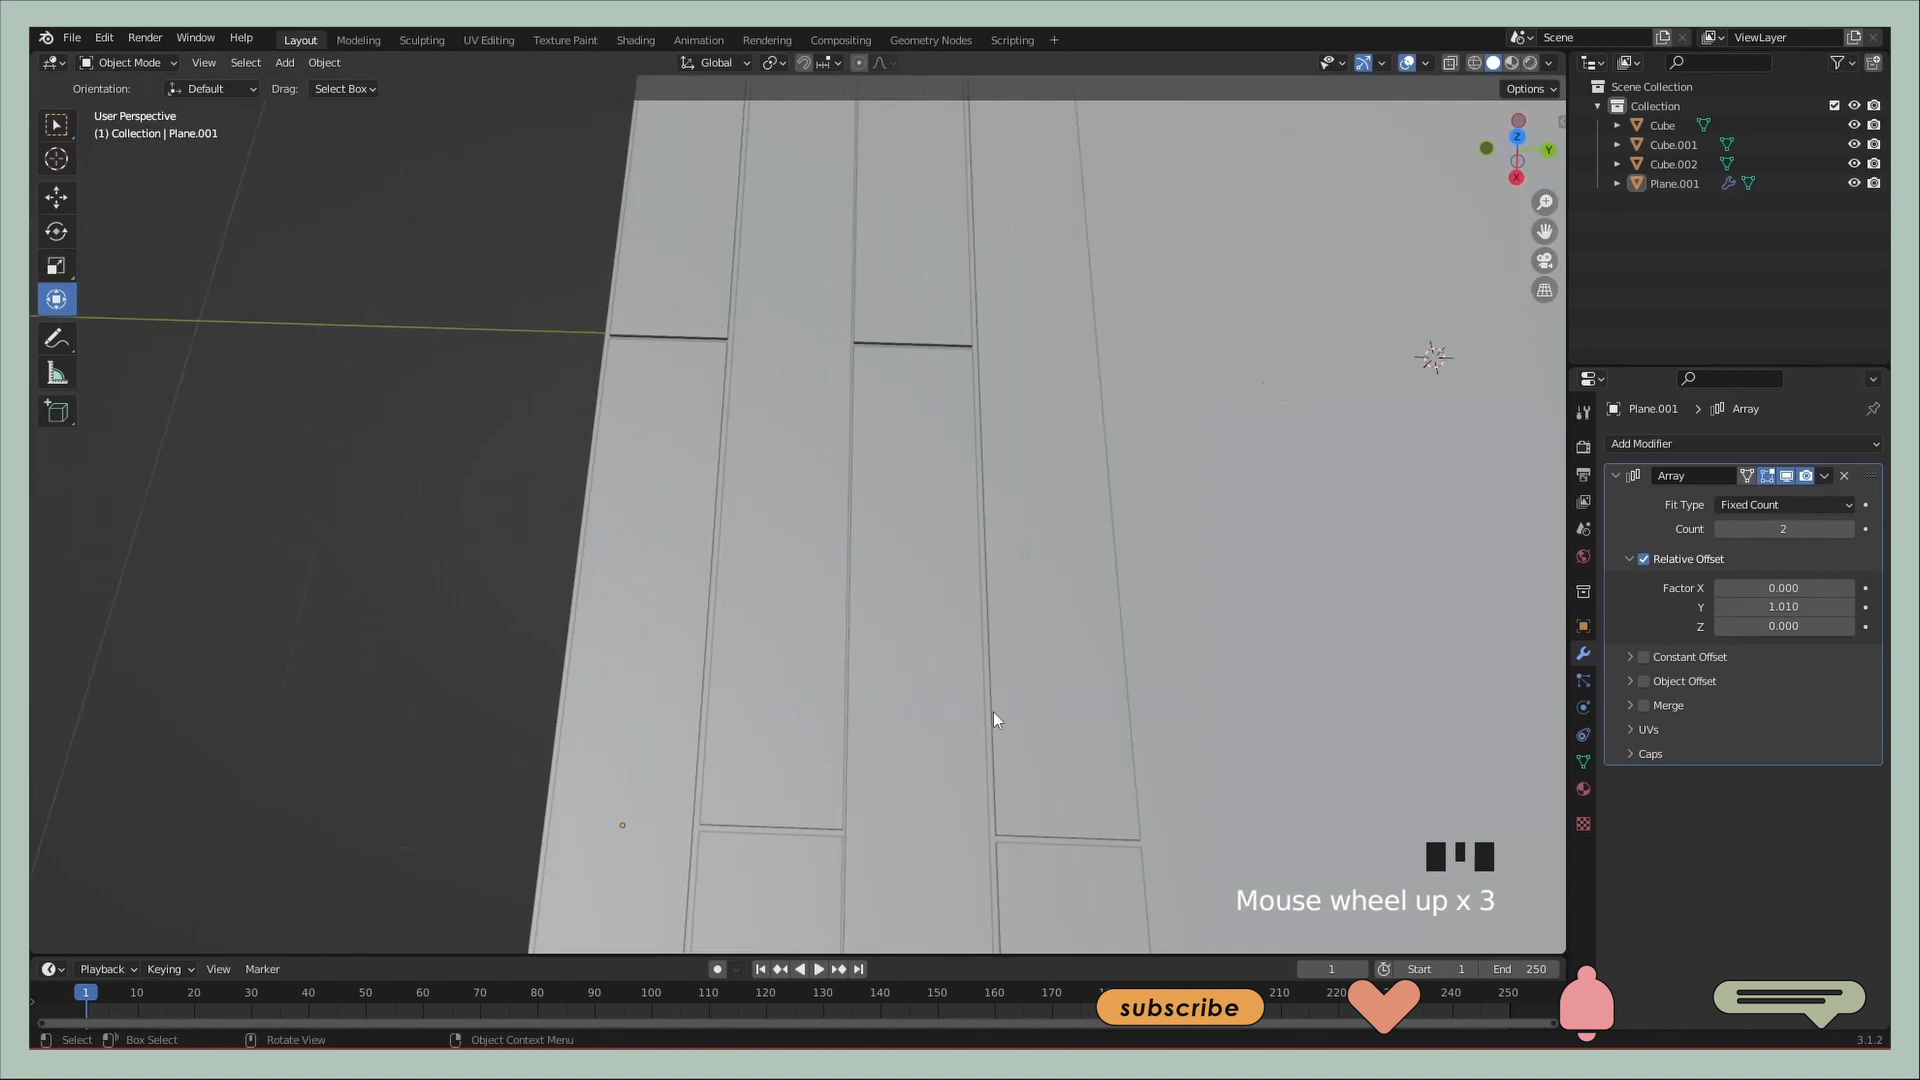 File Edit Render Window Help Layout Modeling Sculpting UV Editing Texture Paint Shading Animation Rendering Compositing Geometry Nodes Scripting + Scene ViewLayer
Object Mode View Select Add Object Global
Orientation: Default Drag: Select Box Options
User Perspective
(1) Collection | Plane.001
Z
Y
X
Scene Collection
Collection
Cube
Cube.001
Cube.002
Plane.001
Plane.001 > Array
Add Modifier
Array
Fit Type Fixed Count
Count 2
Relative Offset
Factor X 0.000
Y 1.010
Z 0.000
Constant Offset
Object Offset
Merge
UVs
Caps
Mouse wheel up x 3
Playback Keying View Marker 1 Start 1 End 250
1 10 20 30 40 50 60 70 80 90 100 110 120 130 140 150 160 170 210 240 250
subscribe
Select Box Select Rotate View Object Context Menu 3.1.2